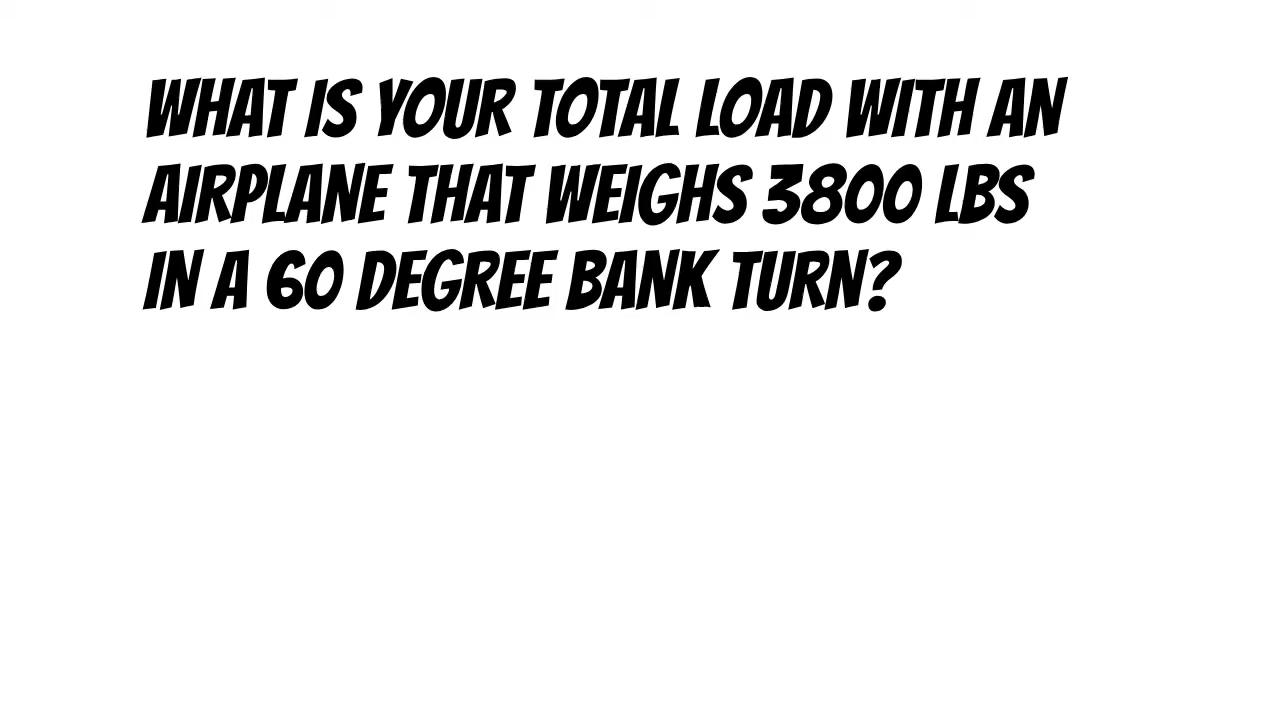 WHAT IS YOUR TOTAL LOAD WITH AN
AIRPLANE THAT WEIGHS 3800 LBS
IN A 60 DEGREE BANK TURN?